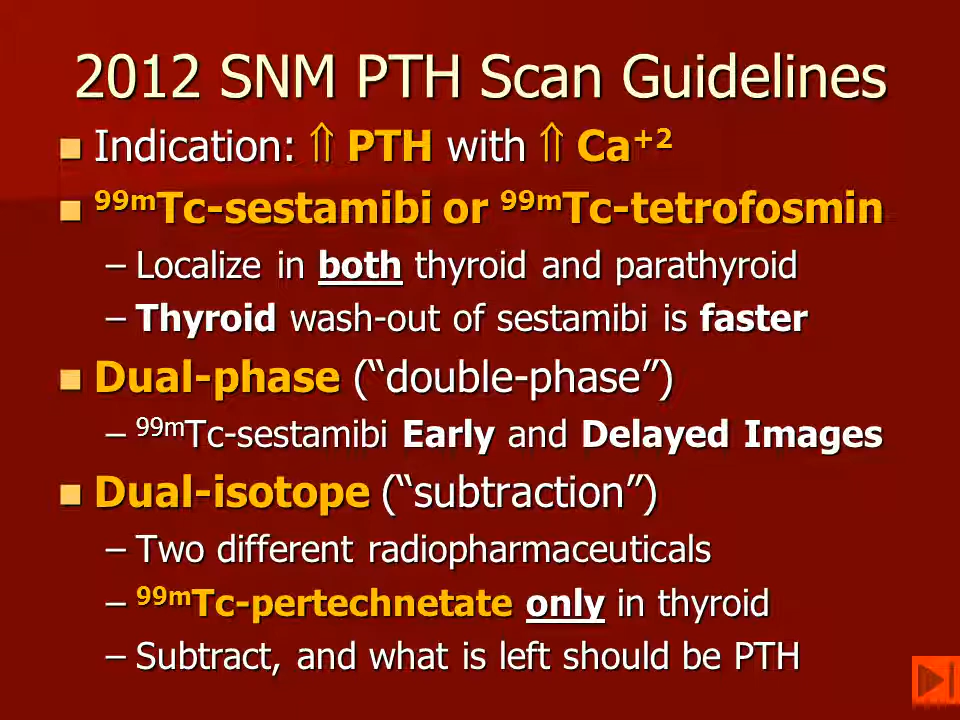 2012 SNM PTH Scan Guidelines
Indication: ⇑ PTH with ⇑ Ca⁺²
⁹⁹ᵐTc-sestamibi or ⁹⁹ᵐTc-tetrofosmin
– Localize in both thyroid and parathyroid
– Thyroid wash-out of sestamibi is faster
Dual-phase (“double-phase”)
– ⁹⁹ᵐTc-sestamibi Early and Delayed Images
Dual-isotope (“subtraction”)
– Two different radiopharmaceuticals
– ⁹⁹ᵐTc-pertechnetate only in thyroid
– Subtract, and what is left should be PTH